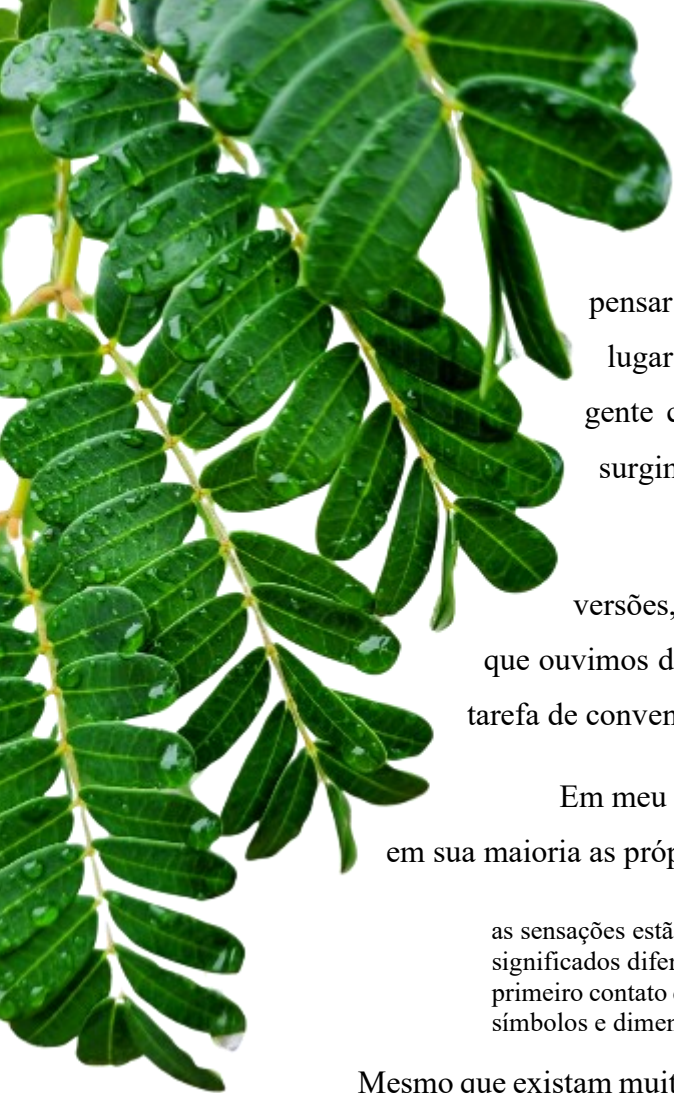 pensar
lugar
gente
surgin
versões,
que ouvimos d
tarefa de conven
Em meu
em sua maioria as próp
as sensações estã
significados difer
primeiro contato
símbolos e dimen
Mesmo que existam muit